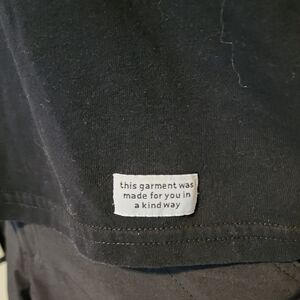 this garment was
made for you in
a kind way